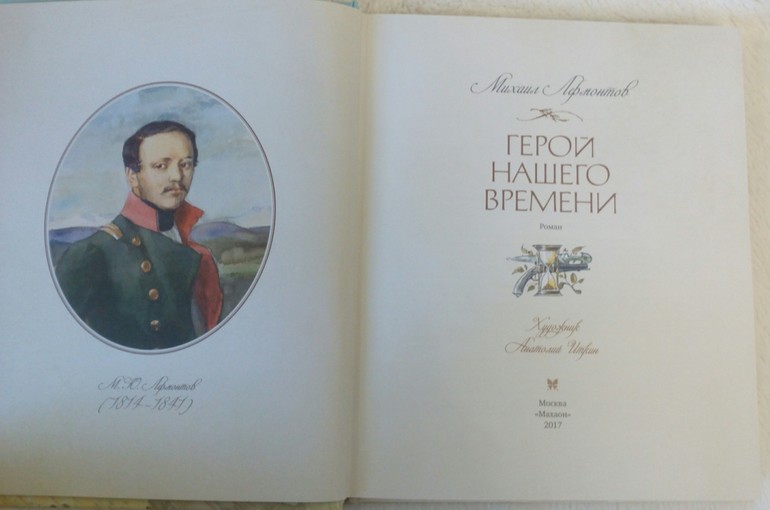 М. Ю. Лермонтов
(1814–1841)
Михаил Лермонтов
ГЕРОЙ
НАШЕГО
ВРЕМЕНИ
Роман
Художник
Анатолий Иткин
Москва
«Махаон»
2017